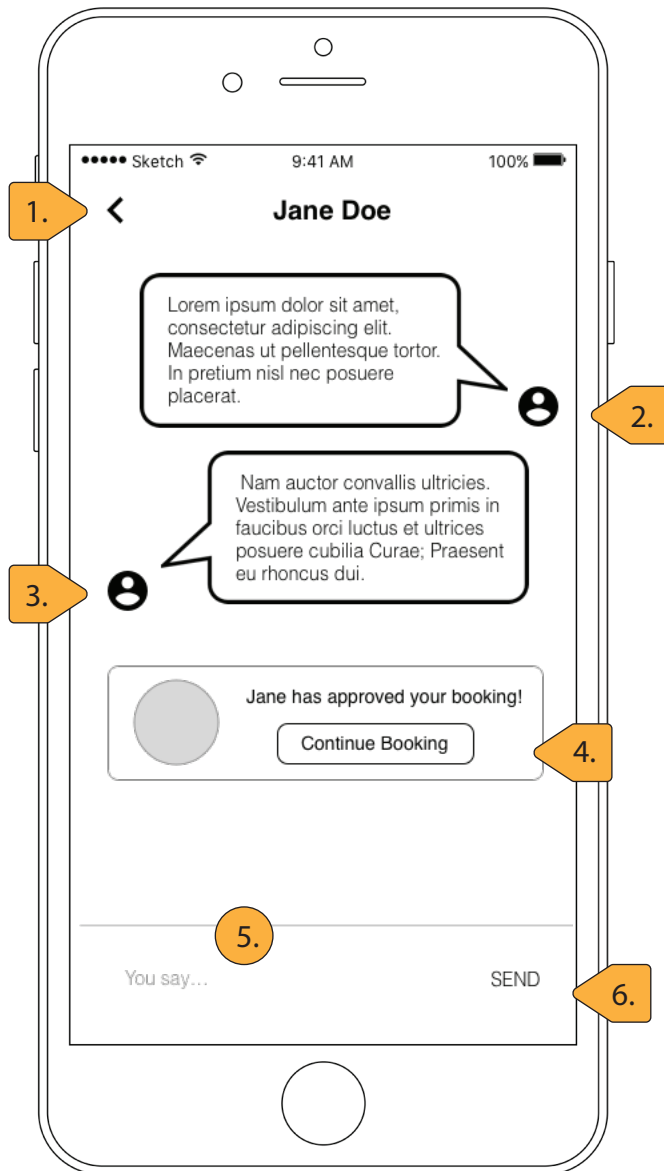 ●●●●● Sketch 9:41 AM 100%
1.
Jane Doe
Lorem ipsum dolor sit amet,
consectetur adipiscing elit.
Maecenas ut pellentesque tortor.
In pretium nisl nec posuere
placerat.
2.
Nam auctor convallis ultricies.
Vestibulum ante ipsum primis in
faucibus orci luctus et ultrices
posuere cubilia Curae; Praesent
eu rhoncus dui.
3.
Jane has approved your booking!
Continue Booking
4.
5.
You say...
SEND
6.